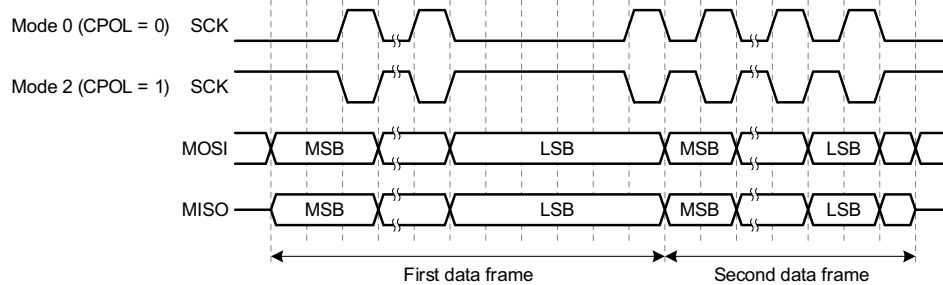 Mode 0 (CPOL = 0) SCK
Mode 2 (CPOL = 1) SCK
MOSI MSB LSB MSB LSB
MISO MSB LSB MSB LSB
First data frame Second data frame